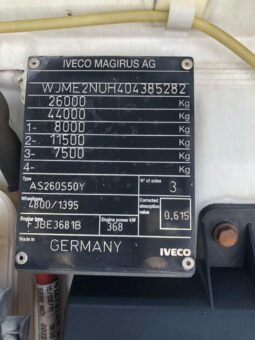 IVECO MAGIRUS AG
WJME2NUH404385282
26000 Kg
44000 Kg
1- 8000 Kg
2- 11500 Kg
3- 7500 Kg
4- Kg
Type
AS260S50Y
N° of axles
3
Wheelbase
4800/1395
Corrected absorption value
0.615
Engine type
F3BE3681B
Engine power kW
368
Made in
GERMANY
IVECO